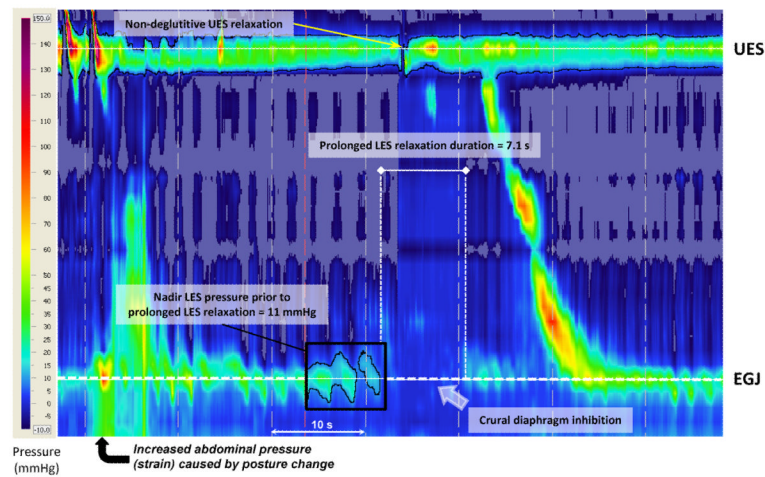 Non-deglutitive UES relaxation
UES
Prolonged LES relaxation duration = 7.1 s
Nadir LES pressure prior to
prolonged LES relaxation = 11 mmHg
EGJ
Crural diaphragm inhibition
10 s
150.0
140
130
120
110
100
90
80
70
60
50
45
40
35
30
25
20
15
10
5
0
-5
-10.0
Pressure
(mmHg)
Increased abdominal pressure
(strain) caused by posture change